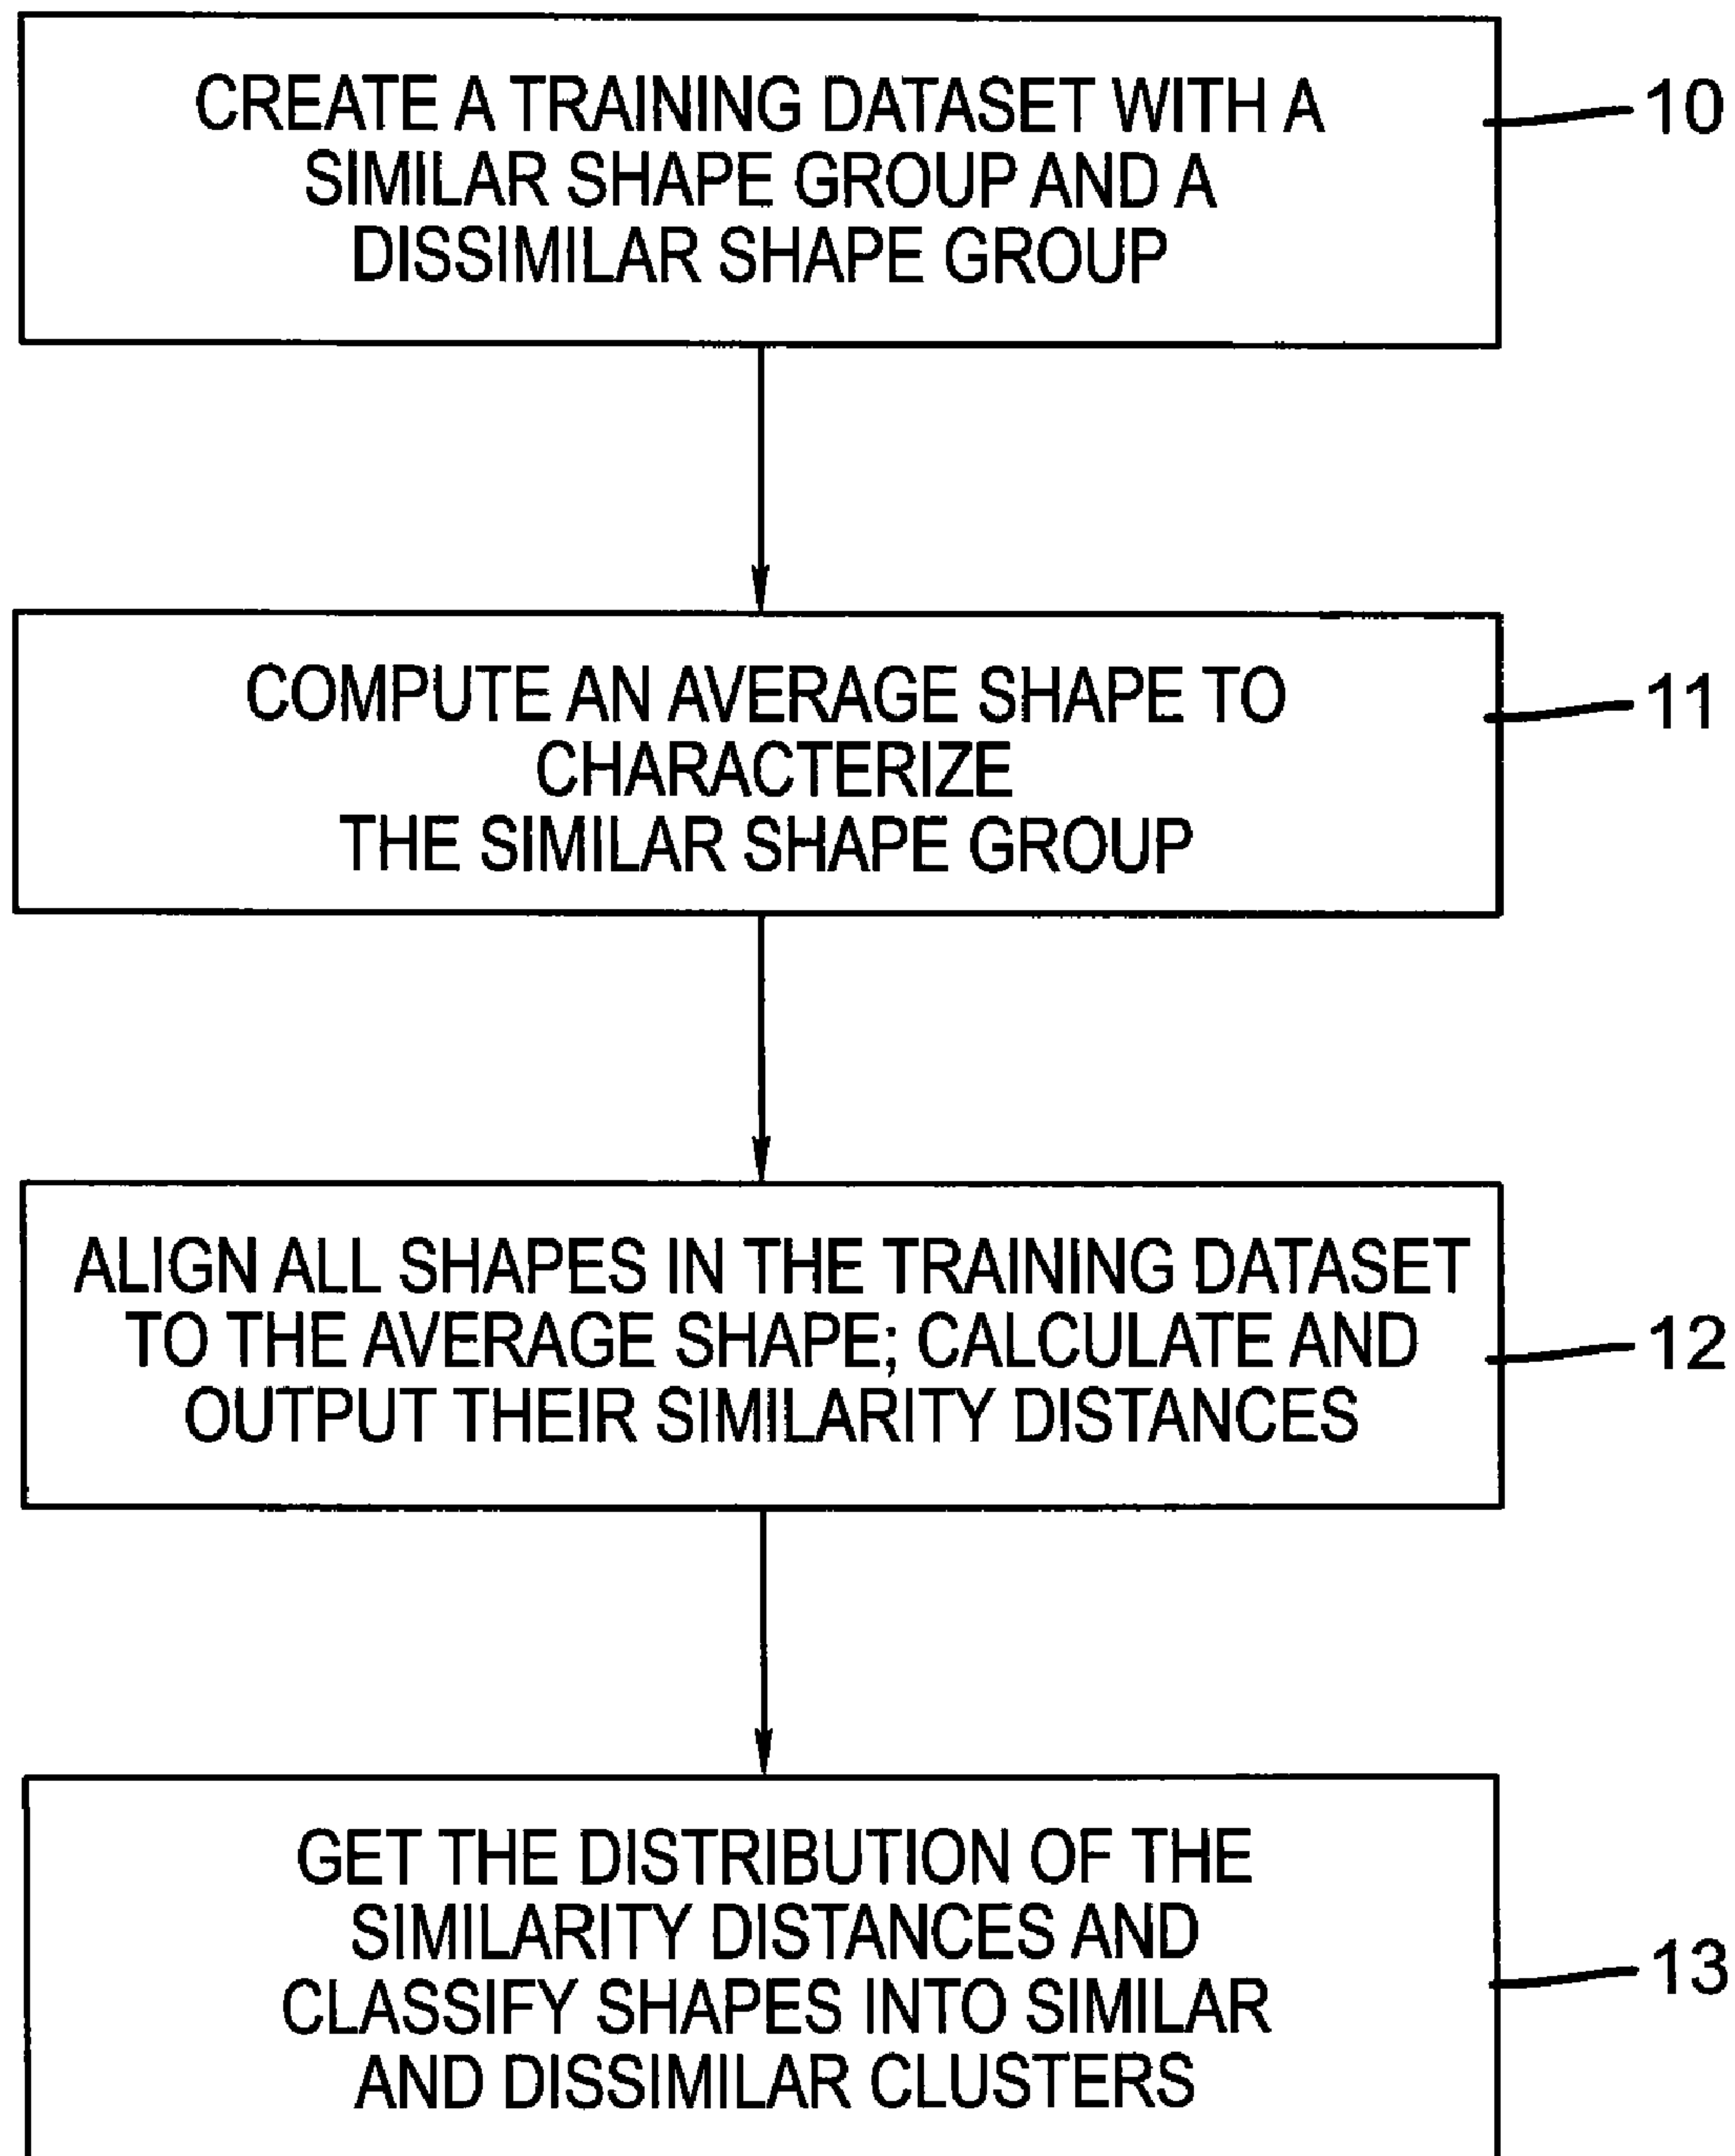 CREATE A TRAINING DATASET WITH A
SIMILAR SHAPE GROUP AND A
DISSIMILAR SHAPE GROUP
10
COMPUTE AN AVERAGE SHAPE TO
CHARACTERIZE
THE SIMILAR SHAPE GROUP
11
ALIGN ALL SHAPES IN THE TRAINING DATASET
TO THE AVERAGE SHAPE; CALCULATE AND
OUTPUT THEIR SIMILARITY DISTANCES
12
GET THE DISTRIBUTION OF THE
SIMILARITY DISTANCES AND
CLASSIFY SHAPES INTO SIMILAR
AND DISSIMILAR CLUSTERS
13